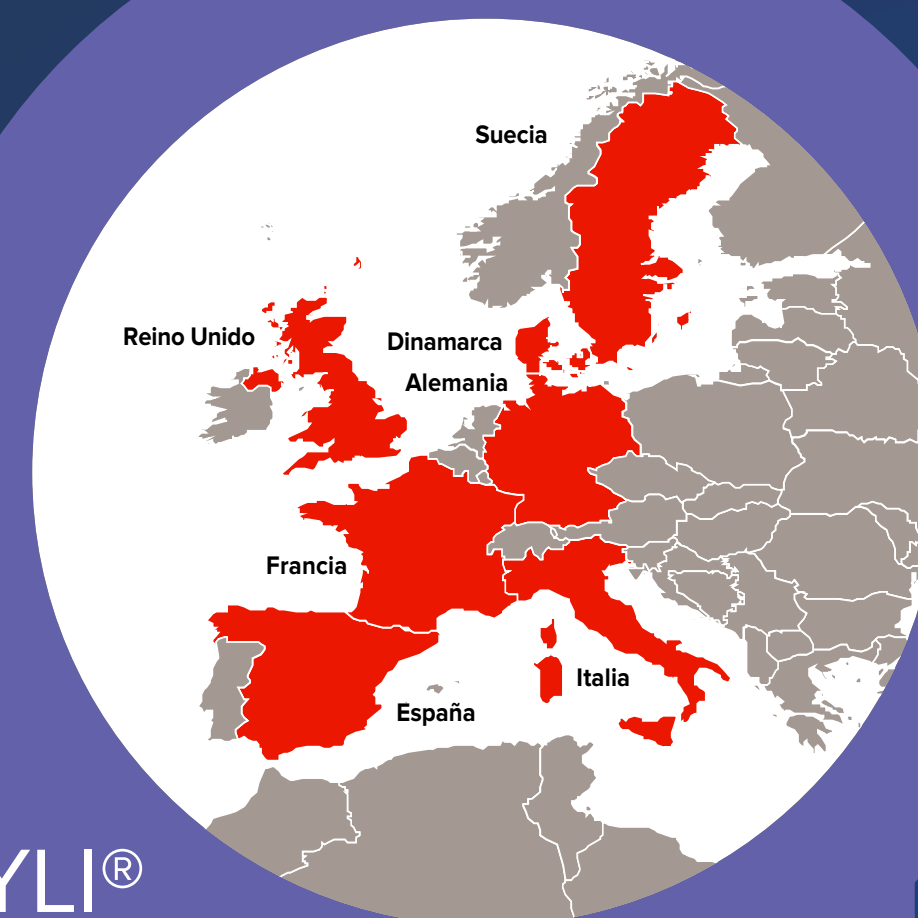 Suecia
Reino Unido
Dinamarca
Alemania
Francia
Italia
España
YLI®